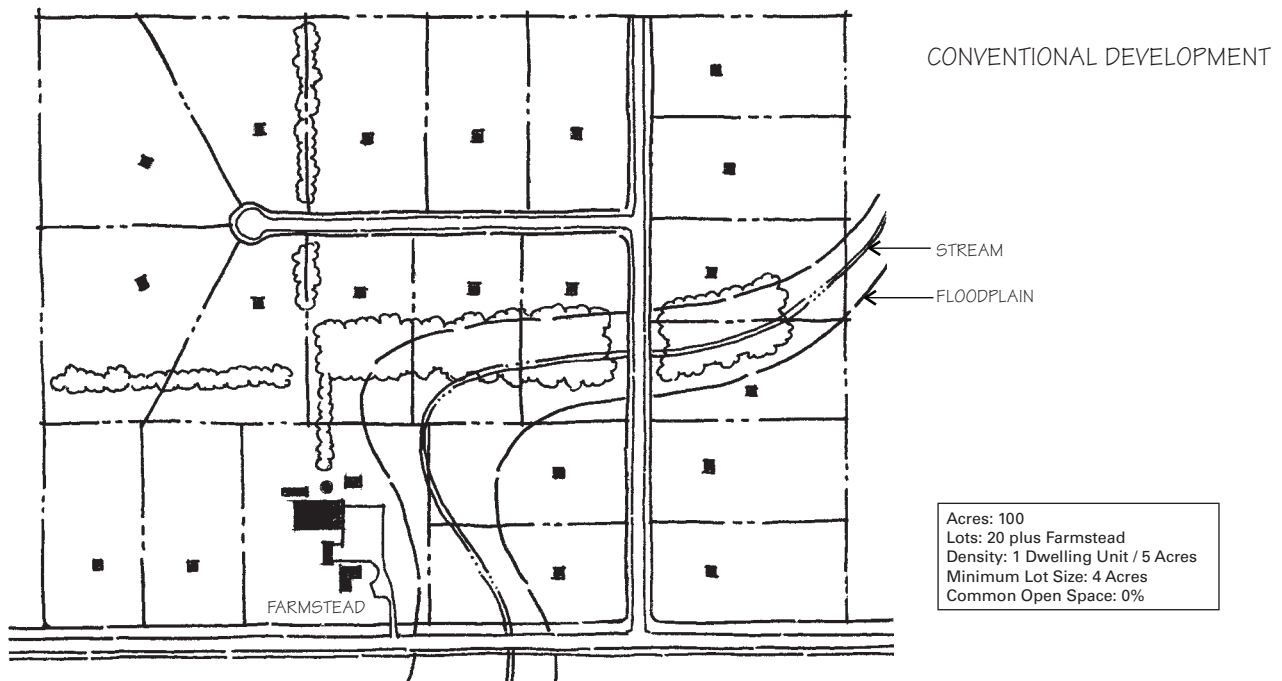 CONVENTIONAL DEVELOPMENT
STREAM
FLOODPLAIN
Acres: 100
Lots: 20 plus Farmstead
Density: 1 Dwelling Unit / 5 Acres
Minimum Lot Size: 4 Acres
Common Open Space: 0%
FARMSTEAD